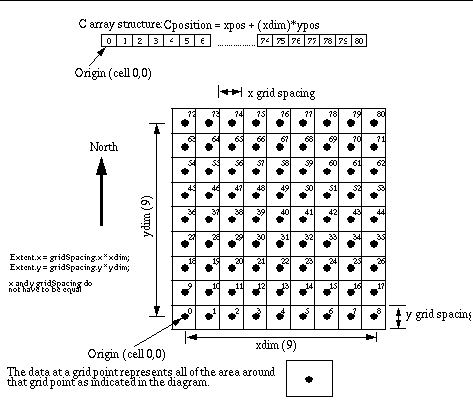 C array structure:Cposition = xpos + (xdim)*ypos
0 1 2 3 4 5 6 .................. 74 75 76 77 78 79 80
Origin (cell 0,0)
x grid spacing
72 73 74 75 76 77 78 79 80
63 64 65 66 67 68 69 70 71
54 55 56 57 58 59 60 61 62
45 46 47 48 49 50 51 52 53
36 37 38 39 40 41 42 43 44
27 28 29 30 31 32 33 34 35
18 19 20 21 22 23 24 25 26
9 10 11 12 13 14 15 16 17
0 1 2 3 4 5 6 7 8
North
ydim (9)
Extent.x = gridSpacing.x*xdim;
Extent.y = gridSpacing.y*ydim;
x and y gridSpacing do
not have to be equal
y grid spacing
xdim (9)
Origin (cell 0,0)
The data at a grid point represents all of the area around
that grid point as indicated in the diagram.